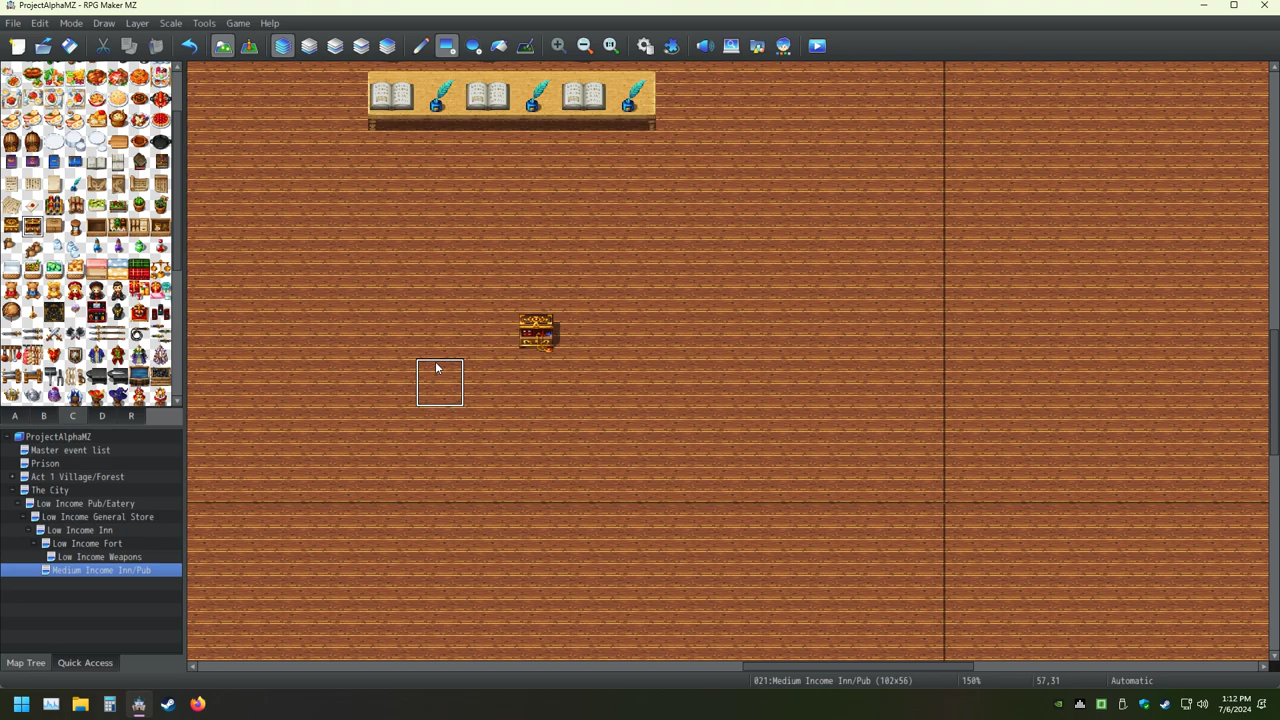 ProjectAlphaMZ - RPG Maker MZ
File Edit Mode Draw Layer Scale Tools Game Help
A B C D R
ProjectAlphaMZ
Master event list
Prison
Act 1 Village/Forest
The City
Low Income Pub/Eatery
Low Income General Store
Low Income Inn
Low Income Fort
Low Income Weapons
Medium Income Inn/Pub
Map Tree Quick Access
021:Medium Income Inn/Pub (102x56) 150% 57,31 Automatic
1:12 PM
7/6/2024